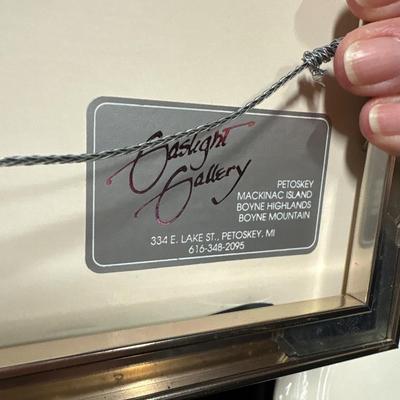 Gaslight
Gallery
PETOSKEY
MACKINAC ISLAND
BOYNE HIGHLANDS
BOYNE MOUNTAIN
334 E. LAKE ST., PETOSKEY, MI
616-348-2095